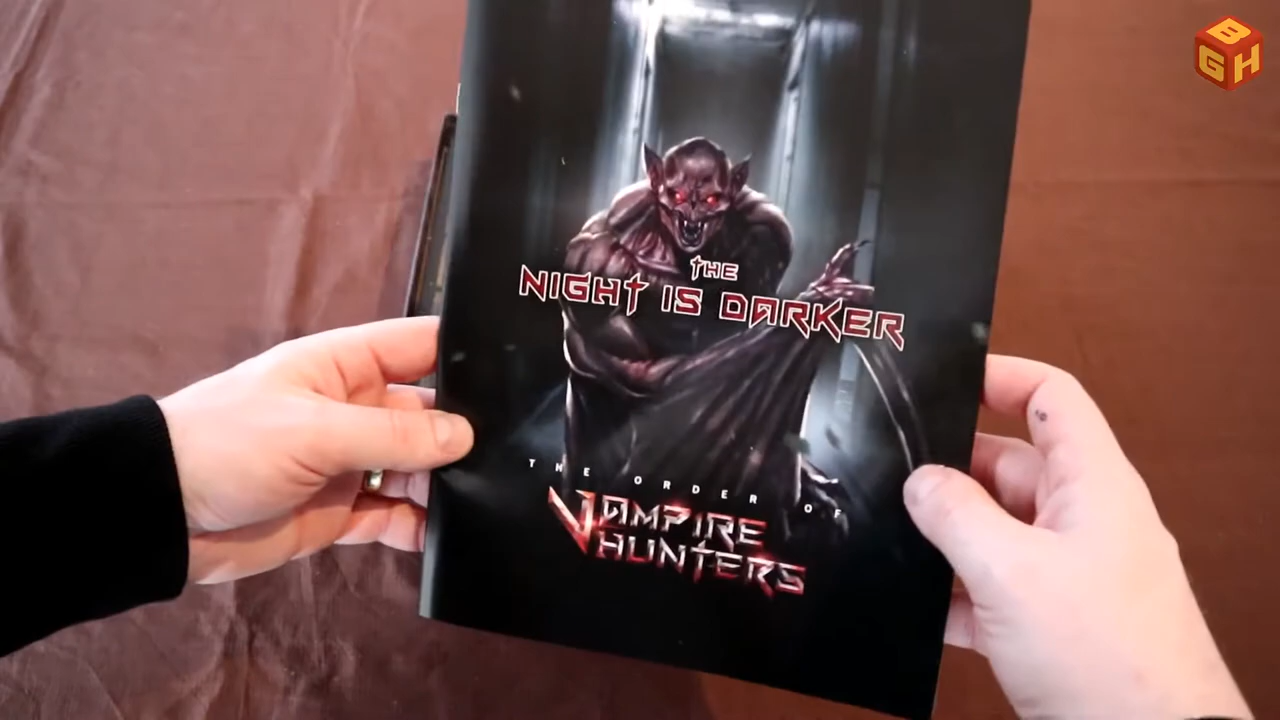 BGH
THE
NIGHT IS DARKER
THE ORDER OF
VAMPIRE
HUNTERS